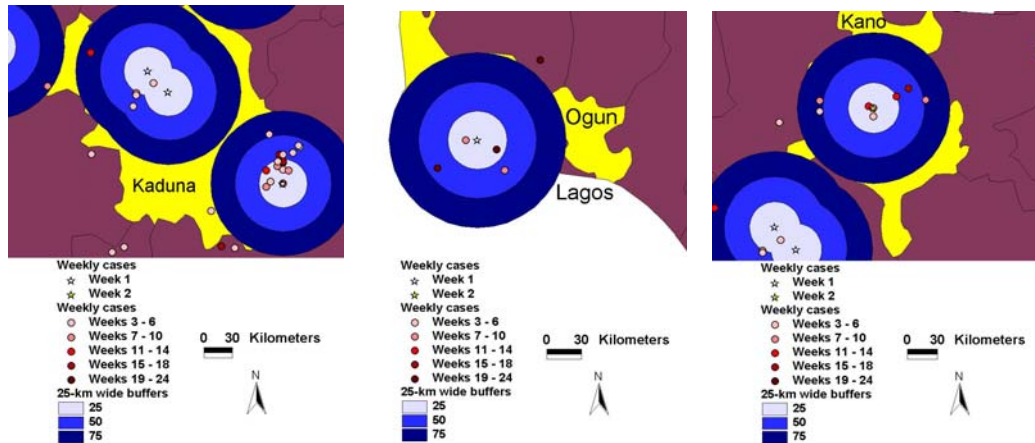 Kaduna
Weekly cases
Week 1
Week 2
Weekly cases
Weeks 3 - 6
Weeks 7 - 10
Weeks 11 - 14
Weeks 15 - 18
Weeks 19 - 24
25-km wide buffers
25
50
75
0 30 Kilometers
N
Ogun
Lagos
Weekly cases
Week 1
Week 2
Weekly cases
Weeks 3 - 6
Weeks 7 - 10
Weeks 11 - 14
Weeks 15 - 18
Weeks 19 - 24
25-km wide buffers
25
50
75
0 30 Kilometers
N
Kano
Weekly cases
Week 1
Week 2
Weekly cases
Weeks 3 - 6
Weeks 7 - 10
Weeks 11 - 14
Weeks 15 - 18
Weeks 19 - 24
25-km wide buffers
25
50
75
0 30 Kilometers
N